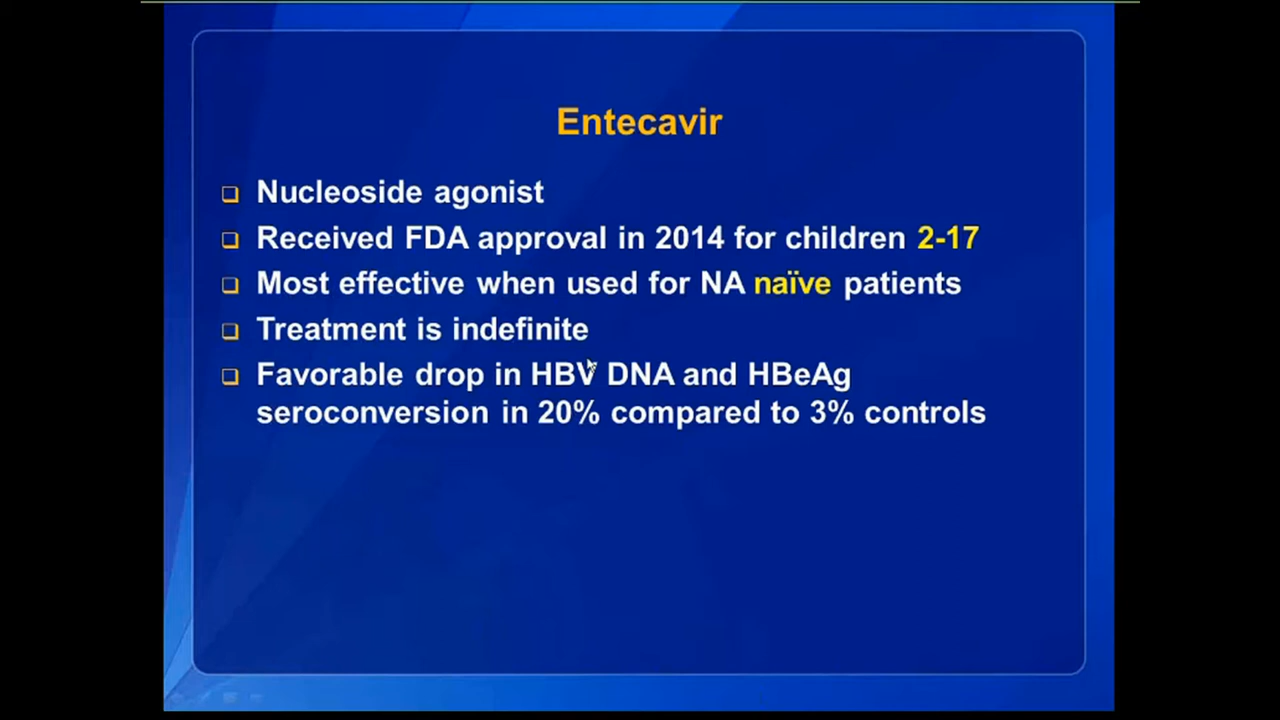 Entecavir
Nucleoside agonist
Received FDA approval in 2014 for children 2-17
Most effective when used for NA naïve patients
Treatment is indefinite
Favorable drop in HBV DNA and HBeAg
seroconversion in 20% compared to 3% controls